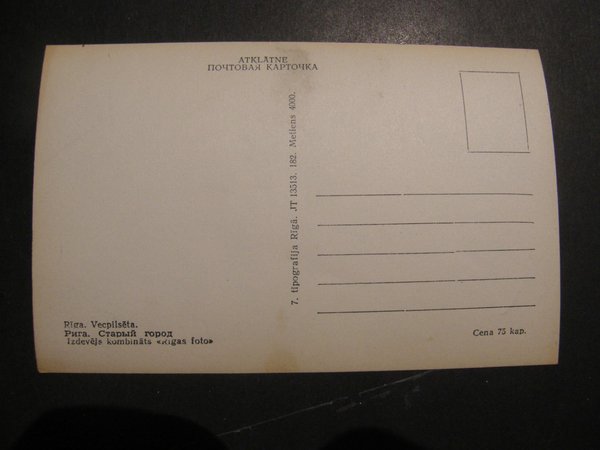 ATKLĀTNE
ПОЧТОВАЯ КАРТОЧКА
7. tipografija Rīgā. JT 13513. 182. Metiens 4000.
Rīga. Vecpilsēta.
Рига. Старый город
Izdevējs kombināts «Rīgas foto»
Cena 75 kap.